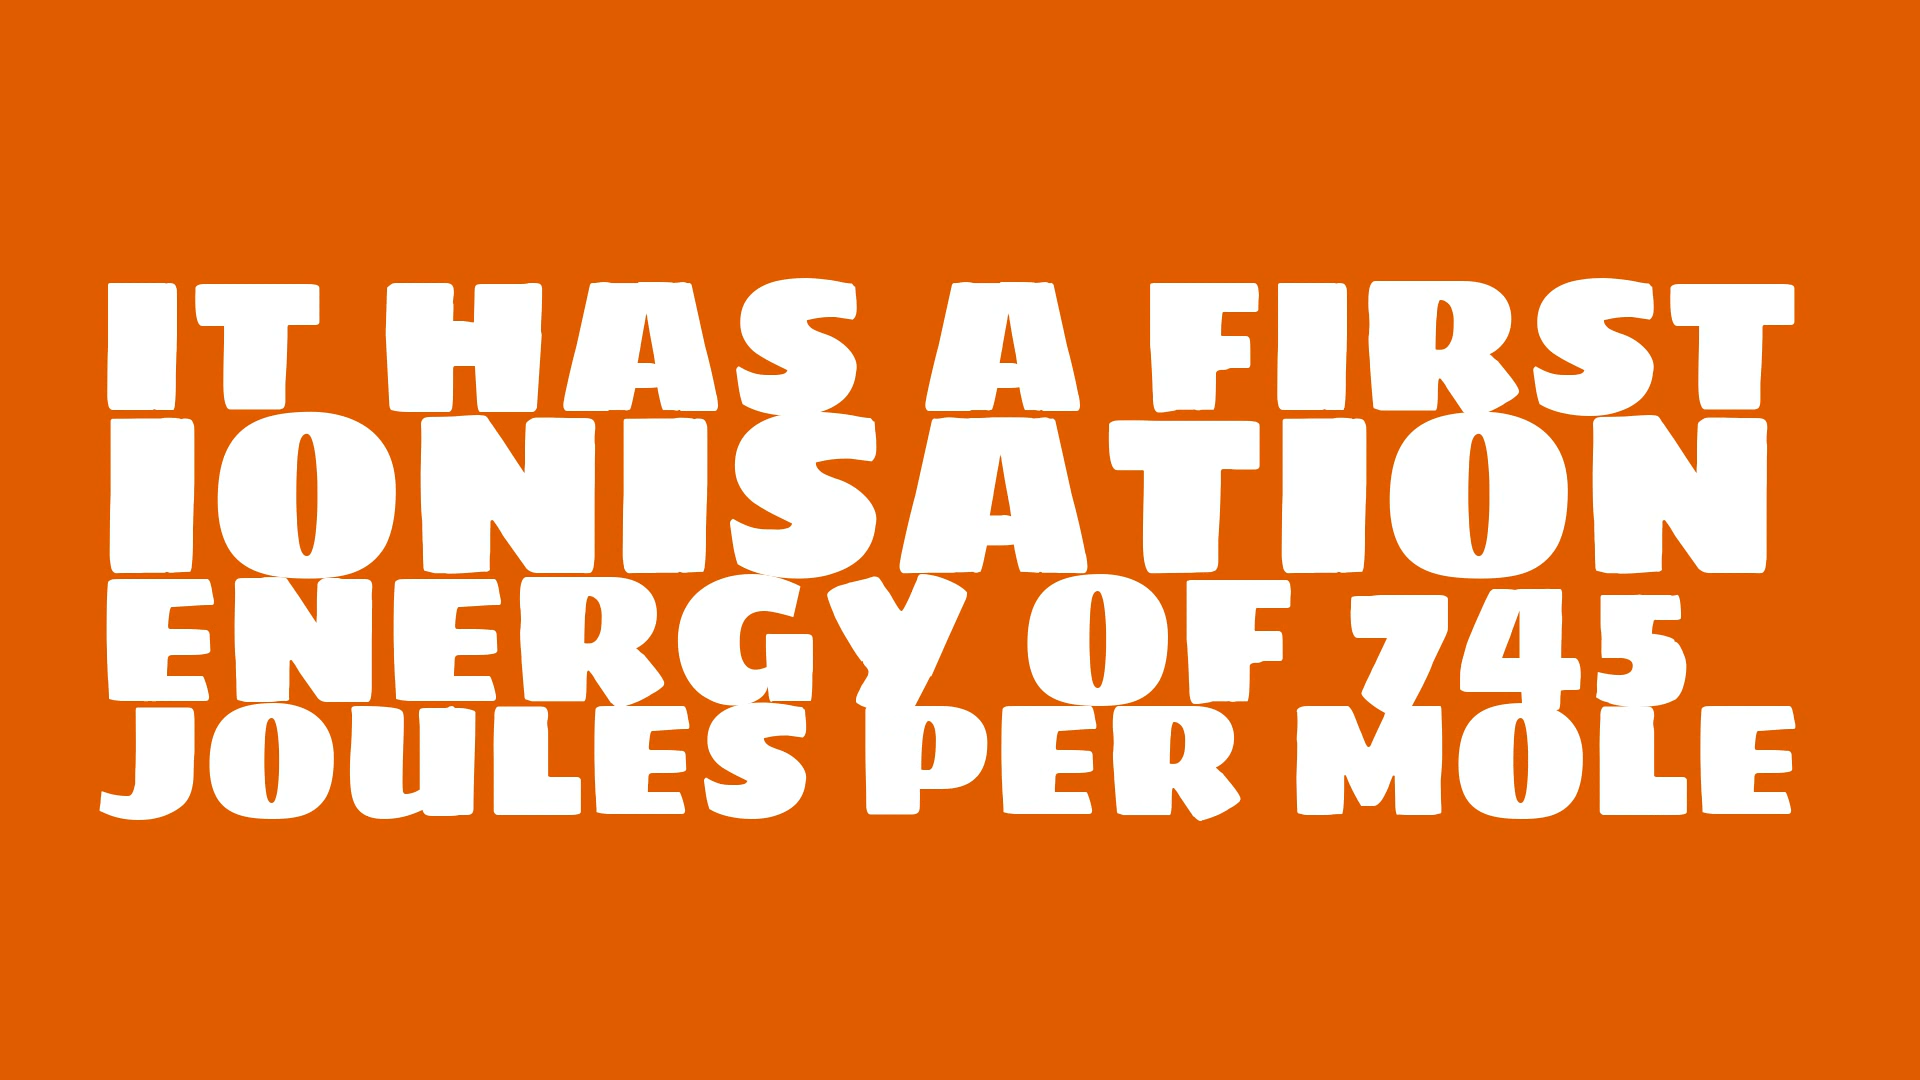 IT HAS A FIRST
IONISATION
ENERGY OF 745
JOULES PER MOLE